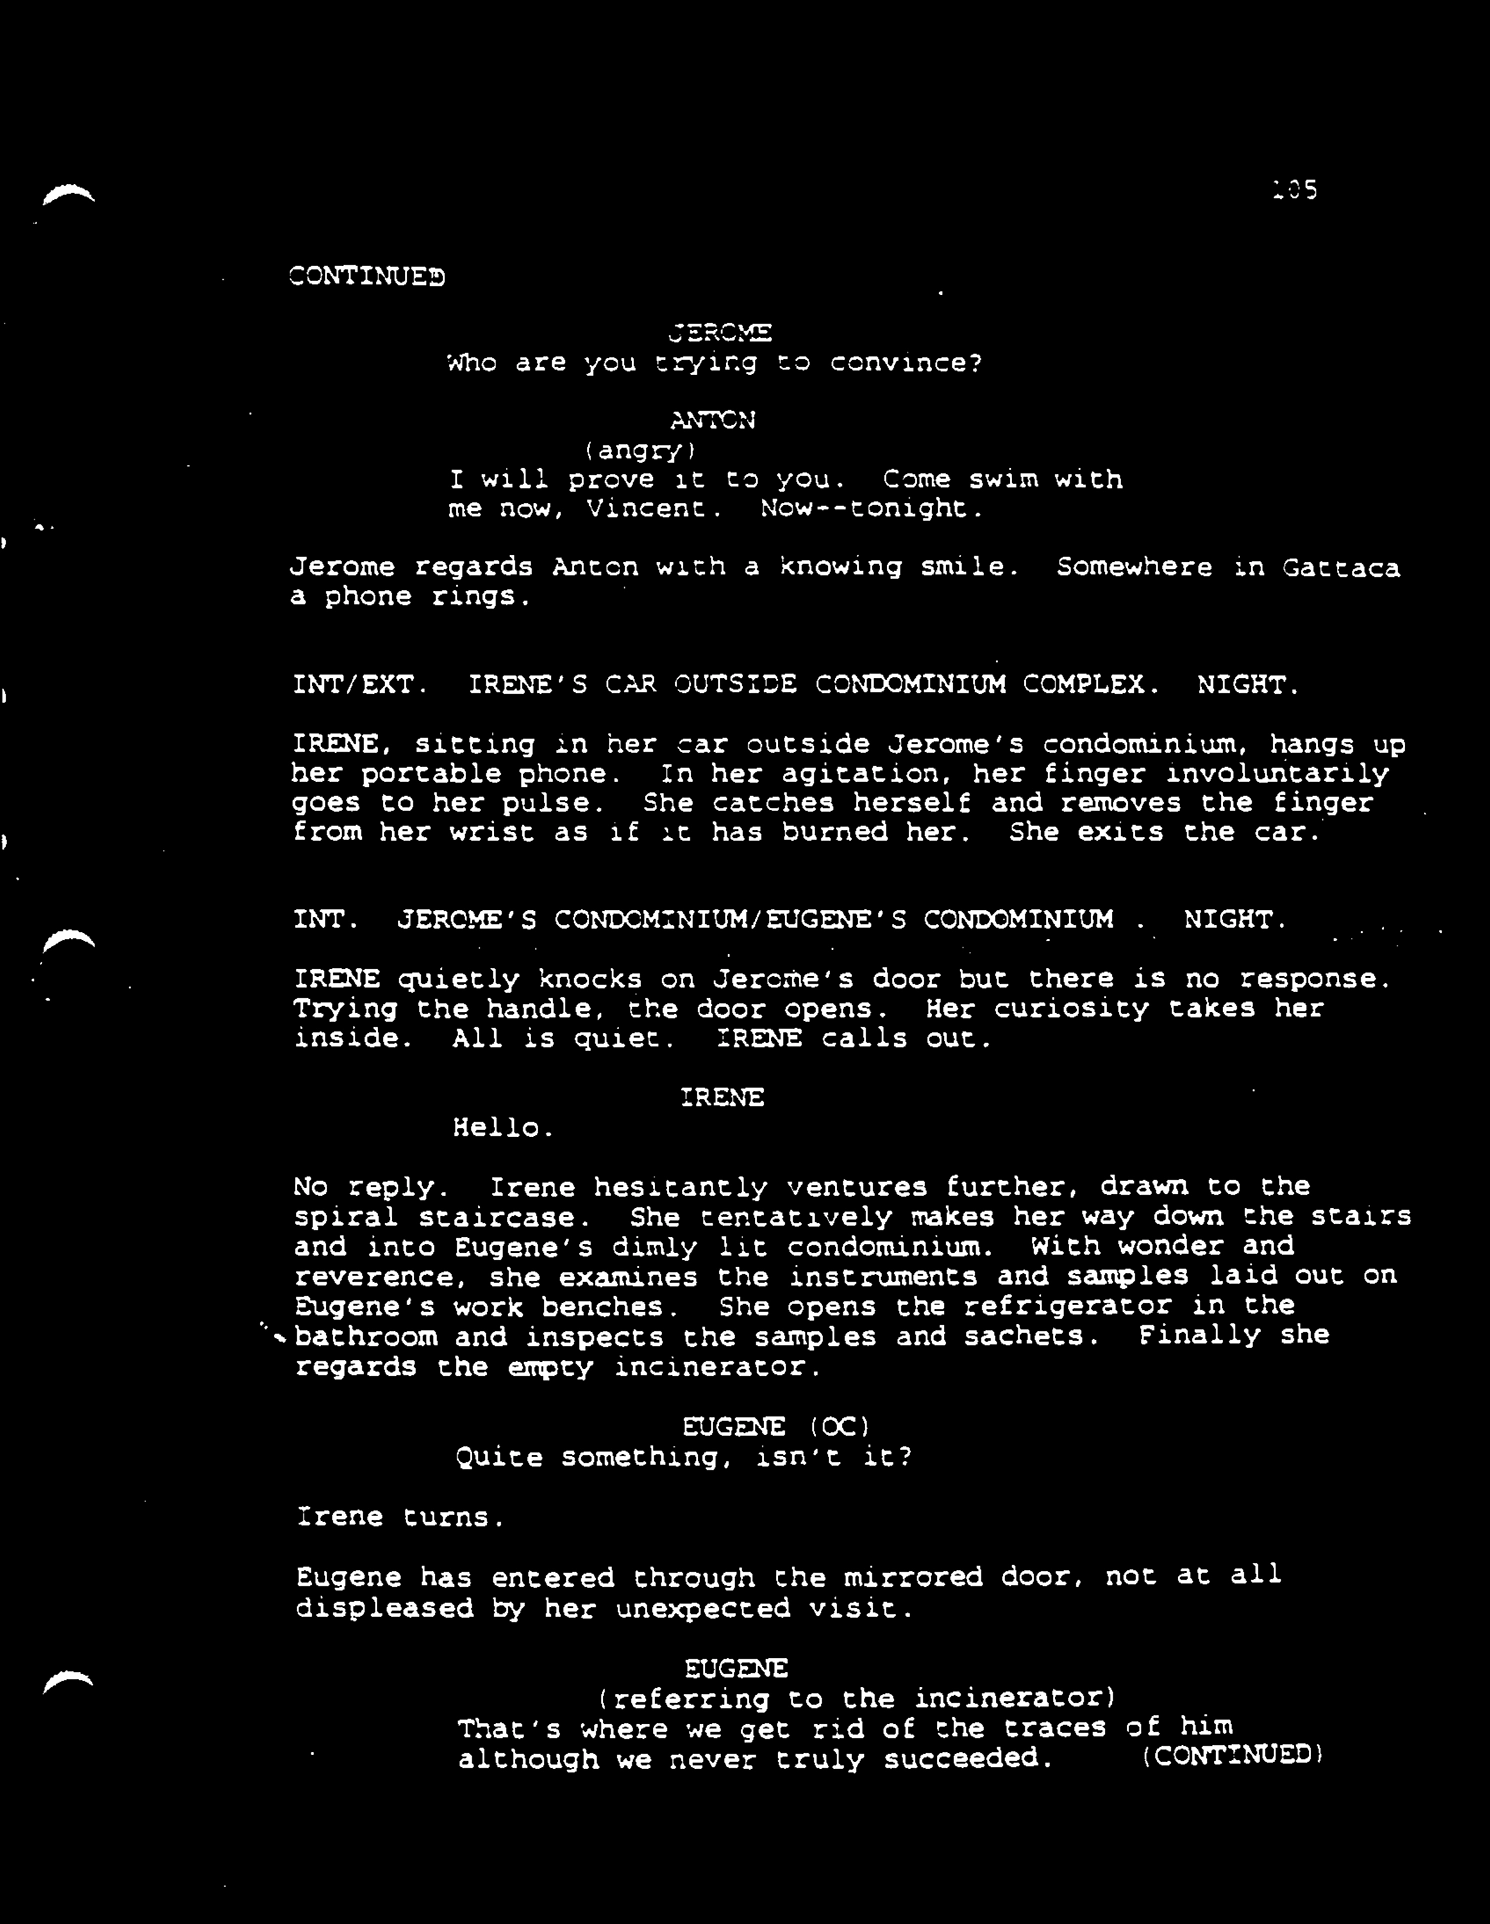 105
CONTINUED
JEROME
Who are you trying to convince?
ANTON
(angry)
I will prove it to you.  Come swim with
me now, Vincent.  Now--tonight.
Jerome regards Anton with a knowing smile.  Somewhere in Gattaca
a phone rings.
INT/EXT.  IRENE'S CAR OUTSIDE CONDOMINIUM COMPLEX.  NIGHT.
IRENE, sitting in her car outside Jerome's condominium, hangs up
her portable phone.  In her agitation, her finger involuntarily
goes to her pulse.  She catches herself and removes the finger
from her wrist as if it has burned her.  She exits the car.
INT.  JEROME'S CONDOMINIUM/EUGENE'S CONDOMINIUM .  NIGHT.
IRENE quietly knocks on Jerome's door but there is no response.
Trying the handle, the door opens.  Her curiosity takes her
inside.  All is quiet.  IRENE calls out.
IRENE
Hello.
No reply.  Irene hesitantly ventures further, drawn to the
spiral staircase.  She tentatively makes her way down the stairs
and into Eugene's dimly lit condominium.  With wonder and
reverence, she examines the instruments and samples laid out on
Eugene's work benches.  She opens the refrigerator in the
bathroom and inspects the samples and sachets.  Finally she
regards the empty incinerator.
EUGENE (OC)
Quite something, isn't it?
Irene turns.
Eugene has entered through the mirrored door, not at all
displeased by her unexpected visit.
EUGENE
(referring to the incinerator)
That's where we get rid of the traces of him
although we never truly succeeded.     (CONTINUED)